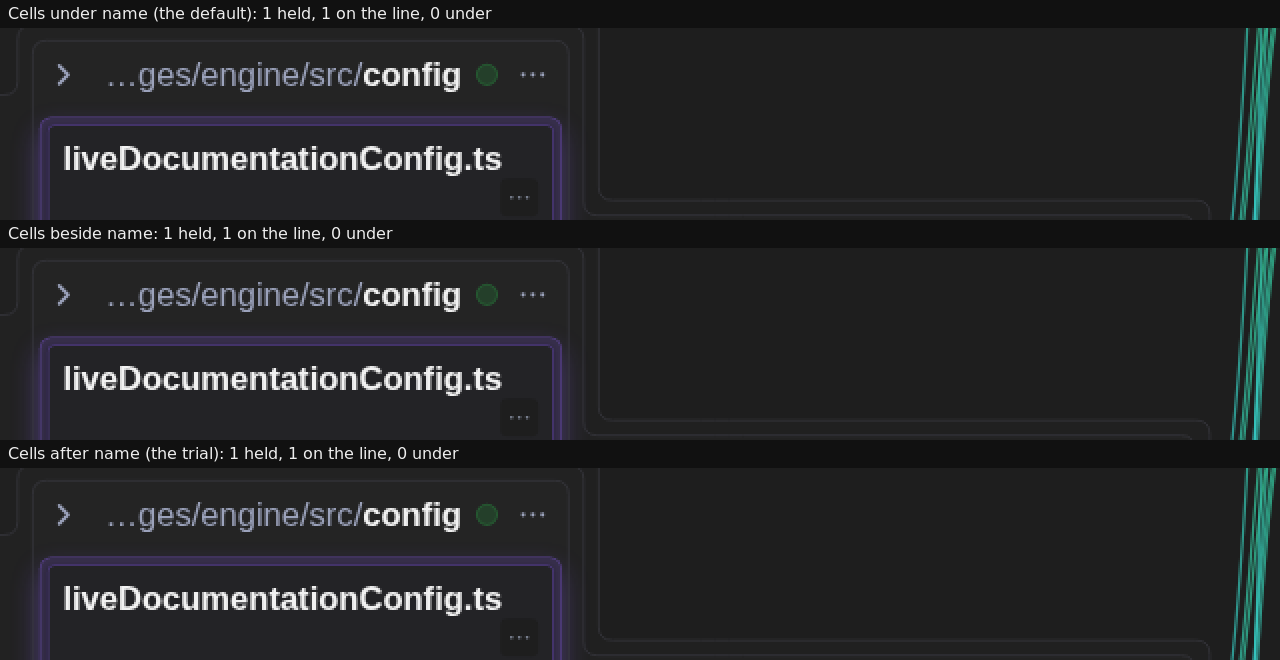 Cells under name (the default): 1 held, 1 on the line, 0 under
…ges/engine/src/config
liveDocumentationConfig.ts
Cells beside name: 1 held, 1 on the line, 0 under
…ges/engine/src/config
liveDocumentationConfig.ts
Cells after name (the trial): 1 held, 1 on the line, 0 under
…ges/engine/src/config
liveDocumentationConfig.ts